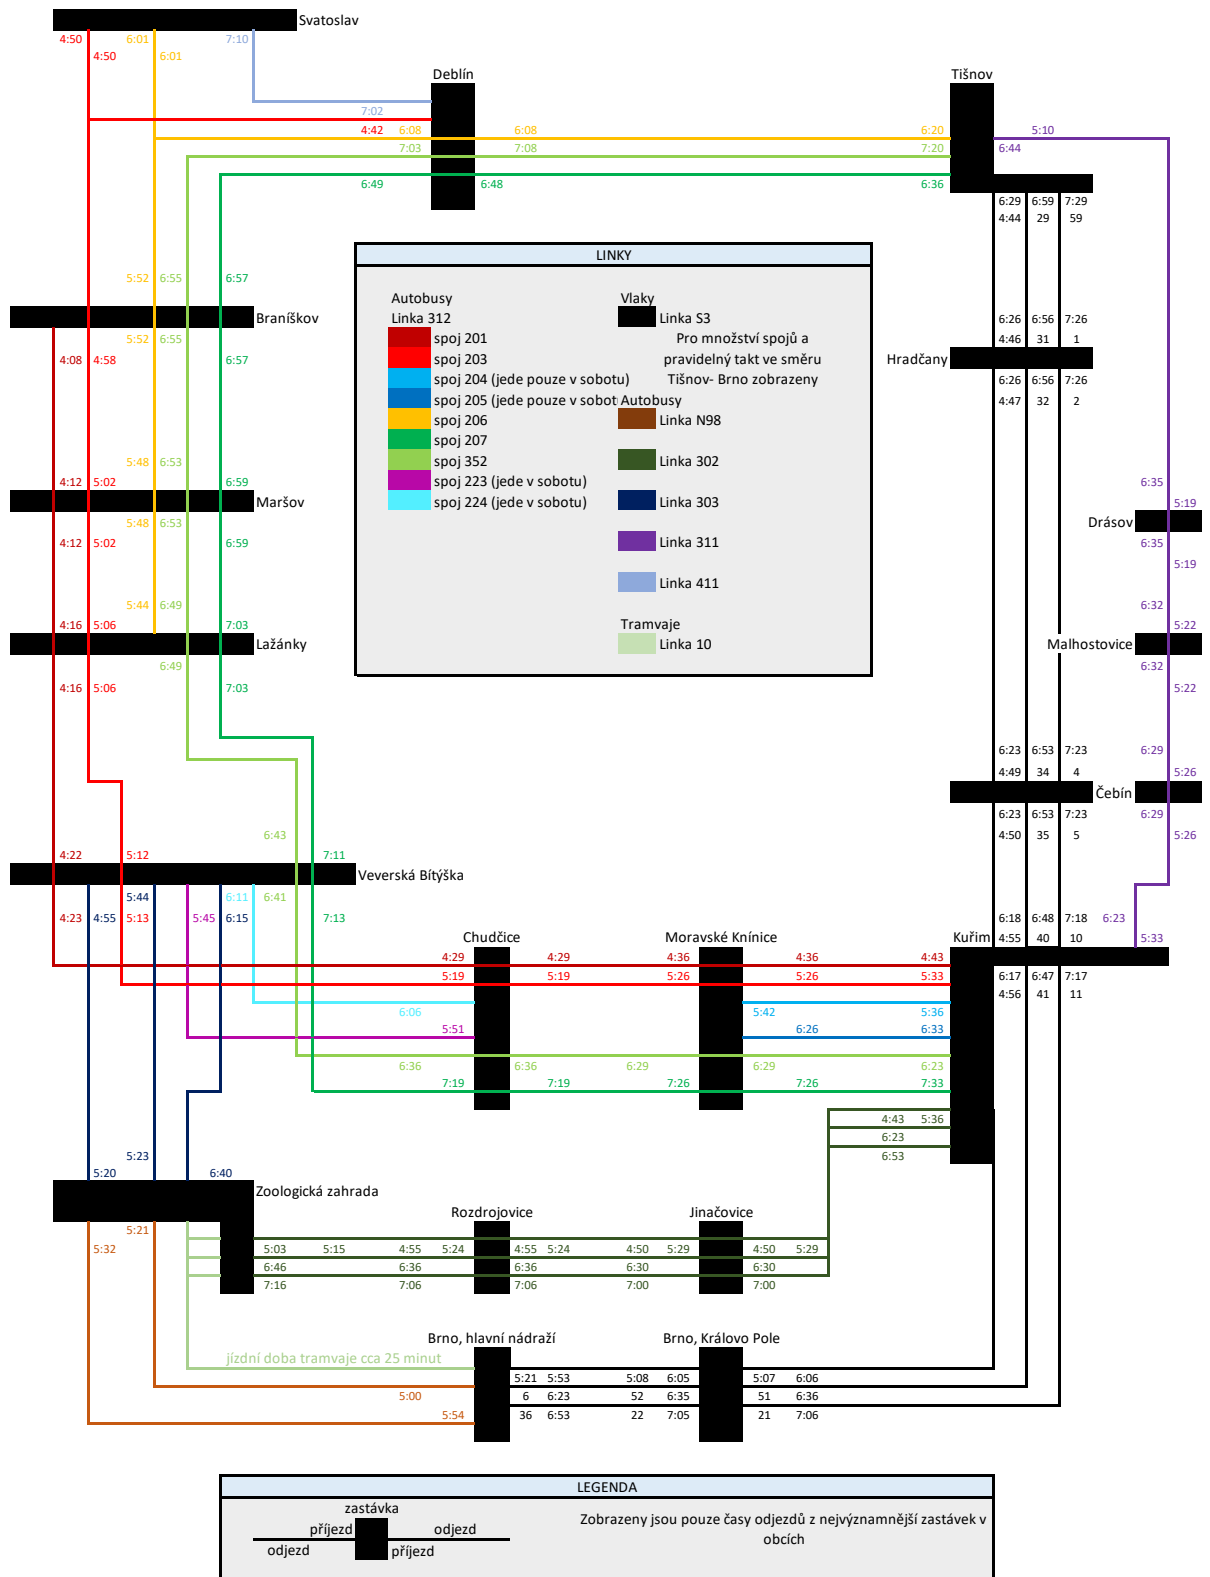 Svatoslav
4:50 6:01 7:10
4:50 6:01
Deblín Tišnov
7:02
4:42 6:08 6:08 6:20 5:10
7:03 7:08 7:20 6:44
6:49 6:48 6:36
6:29 6:59 7:29
4:44 29 59
LINKY
5:52 6:55 6:57
Braníškov
5:52 6:55
4:08 4:58 6:57
Autobusy Vlaky
Linka 312 Linka S3
spoj 201 Pro množství spojů a
spoj 203 pravidelný takt ve směru
spoj 204 (jede pouze v sobotu) Tišnov- Brno zobrazeny
spoj 205 (jede pouze v sobot Autobusy
spoj 206 Linka N98
spoj 207
spoj 352 Linka 302
spoj 223 (jede v sobotu)
spoj 224 (jede v sobotu) Linka 303
Linka 311
Linka 411
Tramvaje
Linka 10
6:26 6:56 7:26
4:46 31 1
Hradčany
6:26 6:56 7:26
4:47 32 2
5:48 6:53
4:12 5:02 6:59
Maršov
5:48 6:53
4:12 5:02 6:59
6:35
5:19
Drásov
6:35
5:19
5:44 6:49
4:16 5:06 7:03
Lažánky
6:49
4:16 5:06 7:03
6:32
5:22
Malhostovice
6:32
5:22
6:23 6:53 7:23 6:29
4:49 34 4 5:26
Čebín
6:23 6:53 7:23 6:29
4:50 35 5 5:26
6:43
4:22 5:12 7:11
Veverská Bítýška
5:44 6:11 6:41
4:23 4:55 5:13 5:45 6:15 7:13
6:18 6:48 7:18 6:23
4:55 40 10 5:33
Chudčice Moravské Knínice Kuřim
4:29 4:29 4:36 4:36 4:43
5:19 5:19 5:26 5:26 5:33
6:17 6:47 7:17
4:56 41 11
6:06 5:42 5:36
5:51 6:26 6:33
6:36 6:36 6:29 6:29 6:23
7:19 7:19 7:26 7:26 7:33
4:43 5:36
6:23
6:53
5:23
5:20 6:40
Zoologická zahrada
5:21
5:32
Rozdrojovice Jinačovice
5:03 5:15 4:55 5:24 4:55 5:24 4:50 5:29 4:50 5:29
6:46 6:36 6:36 6:30 6:30
7:16 7:06 7:06 7:00 7:00
Brno, hlavní nádraží Brno, Královo Pole
jízdní doba tramvaje cca 25 minut
5:21 5:53 5:08 6:05 5:07 6:06
5:00 6 6:23 52 6:35 51 6:36
5:54 36 6:53 22 7:05 21 7:06
LEGENDA
zastávka
příjezd odjezd
odjezd příjezd
Zobrazeny jsou pouze časy odjezdů z nejvýznamnější zastávek v
obcích